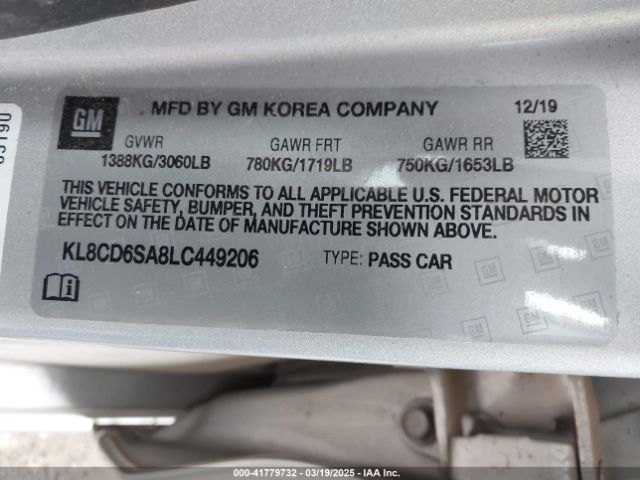 GM
MFD BY GM KOREA COMPANY 12/19
GVWR GAWR FRT GAWR RR
1388KG/3060LB 780KG/1719LB 750KG/1653LB
THIS VEHICLE CONFORMS TO ALL APPLICABLE U.S. FEDERAL MOTOR
VEHICLE SAFETY, BUMPER, AND THEFT PREVENTION STANDARDS IN
EFFECT ON THE DATE OF MANUFACTURE SHOWN ABOVE.
KL8CD6SA8LC449206 TYPE: PASS CAR
000-41779732 — 03/19/2025 — IAA Inc.